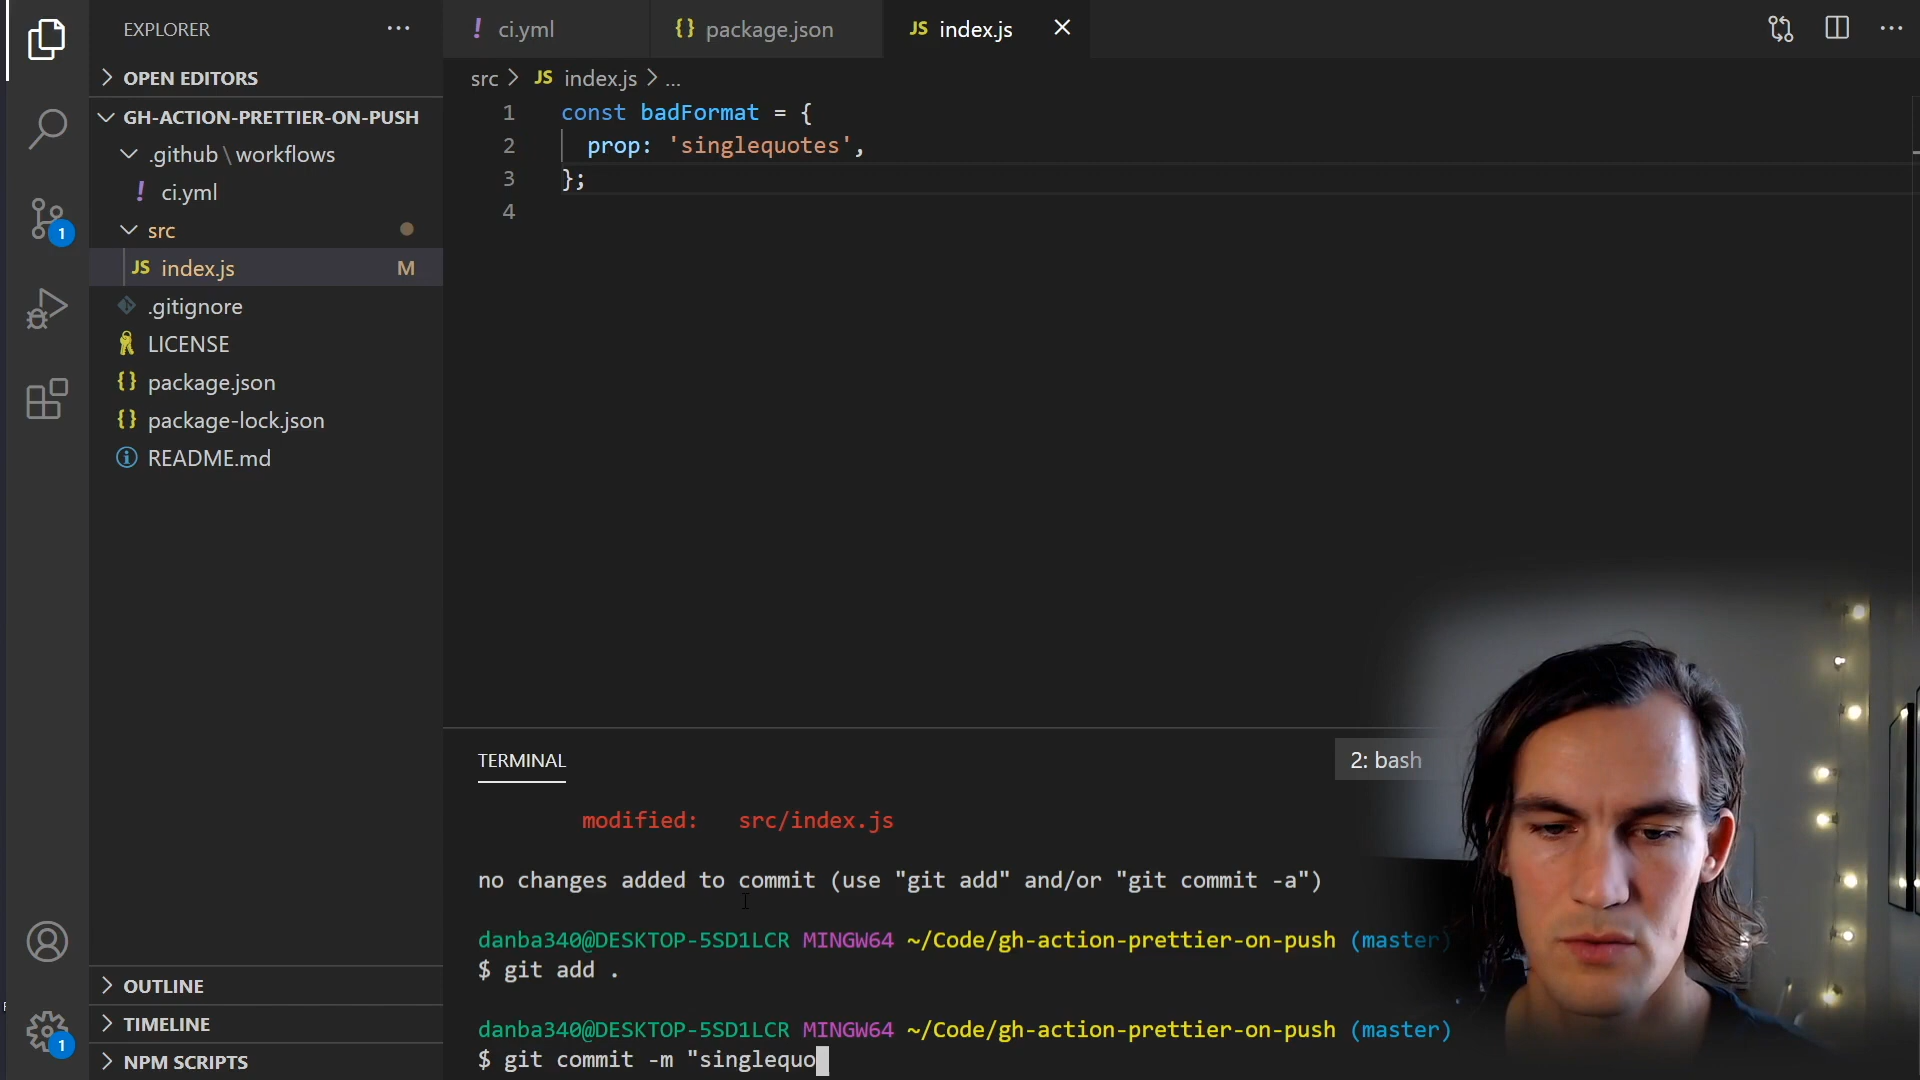 EXPLORER
OPEN EDITORS
GH-ACTION-PRETTIER-ON-PUSH
.github\workflows
! ci.yml
src
JS index.js M
.gitignore
LICENSE
{} package.json
{} package-lock.json
README.md
OUTLINE
TIMELINE
NPM SCRIPTS
1
1
! ci.yml
{} package.json
JS index.js
src > JS index.js > ...
1 const badFormat = {
2 prop: 'singlequotes',
3 };
4
TERMINAL
2: bash
modified: src/index.js
no changes added to commit (use "git add" and/or "git commit -a")
danba340@DESKTOP-5SD1LCR MINGW64 ~/Code/gh-action-prettier-on-push (master)
$ git add .
danba340@DESKTOP-5SD1LCR MINGW64 ~/Code/gh-action-prettier-on-push (master)
$ git commit -m "singlequo